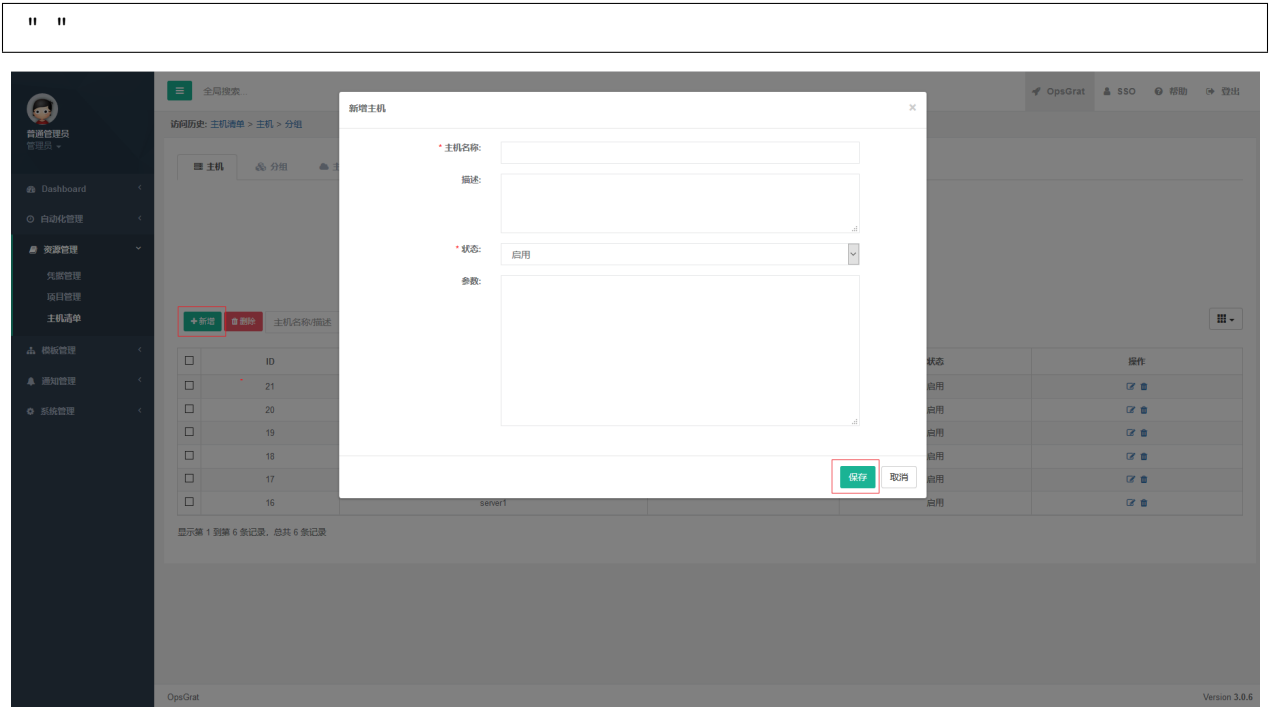 " "
全局搜索...
OpsGrat
SSO
帮助
登出
普通管理员
管理员
访问历史: 主机清单 > 主机 > 分组
主机
分组
主
Dashboard
自动化管理
资源管理
凭据管理
项目管理
主机清单
模板管理
通知管理
系统管理
新增主机
×
* 主机名称:
描述:
* 状态:
启用
参数:
保存
取消
+新增
删除
主机名称/描述
ID
状态
操作
21
启用
20
启用
19
启用
18
启用
17
启用
16
server1
启用
显示第 1 到第 6 条记录，总共 6 条记录
OpsGrat
Version 3.0.6